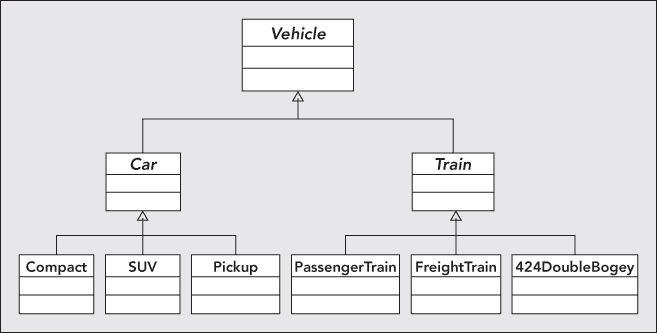 Vehicle
Car
Train
Compact
SUV
Pickup
PassengerTrain
FreightTrain
424DoubleBogey